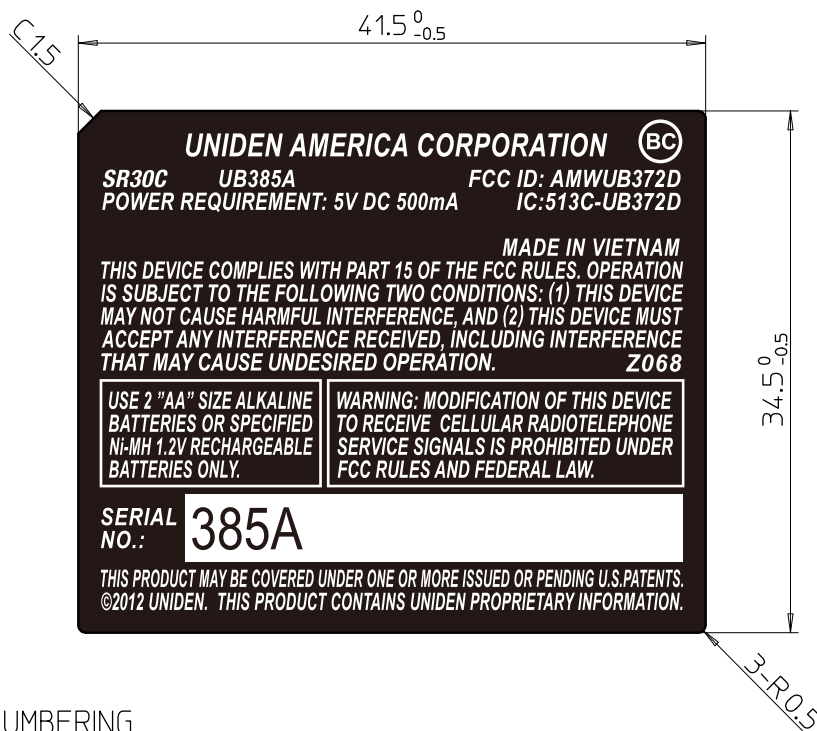 41.5 0 -0.5
C1.5
UNIDEN AMERICA CORPORATION BC
SR30C UB385A FCC ID: AMWUB372D
POWER REQUIREMENT: 5V DC 500mA IC:513C-UB372D
MADE IN VIETNAM
THIS DEVICE COMPLIES WITH PART 15 OF THE FCC RULES. OPERATION
IS SUBJECT TO THE FOLLOWING TWO CONDITIONS: (1) THIS DEVICE
MAY NOT CAUSE HARMFUL INTERFERENCE, AND (2) THIS DEVICE MUST
ACCEPT ANY INTERFERENCE RECEIVED, INCLUDING INTERFERENCE
THAT MAY CAUSE UNDESIRED OPERATION. Z068
34.5 0 -0.5
USE 2 "AA" SIZE ALKALINE
BATTERIES OR SPECIFIED
Ni-MH 1.2V RECHARGEABLE
BATTERIES ONLY.
WARNING: MODIFICATION OF THIS DEVICE
TO RECEIVE CELLULAR RADIOTELEPHONE
SERVICE SIGNALS IS PROHIBITED UNDER
FCC RULES AND FEDERAL LAW.
SERIAL
NO.:
385A
THIS PRODUCT MAY BE COVERED UNDER ONE OR MORE ISSUED OR PENDING U.S.PATENTS.
©2012 UNIDEN. THIS PRODUCT CONTAINS UNIDEN PROPRIETARY INFORMATION.
3-R0.5
UMBERING